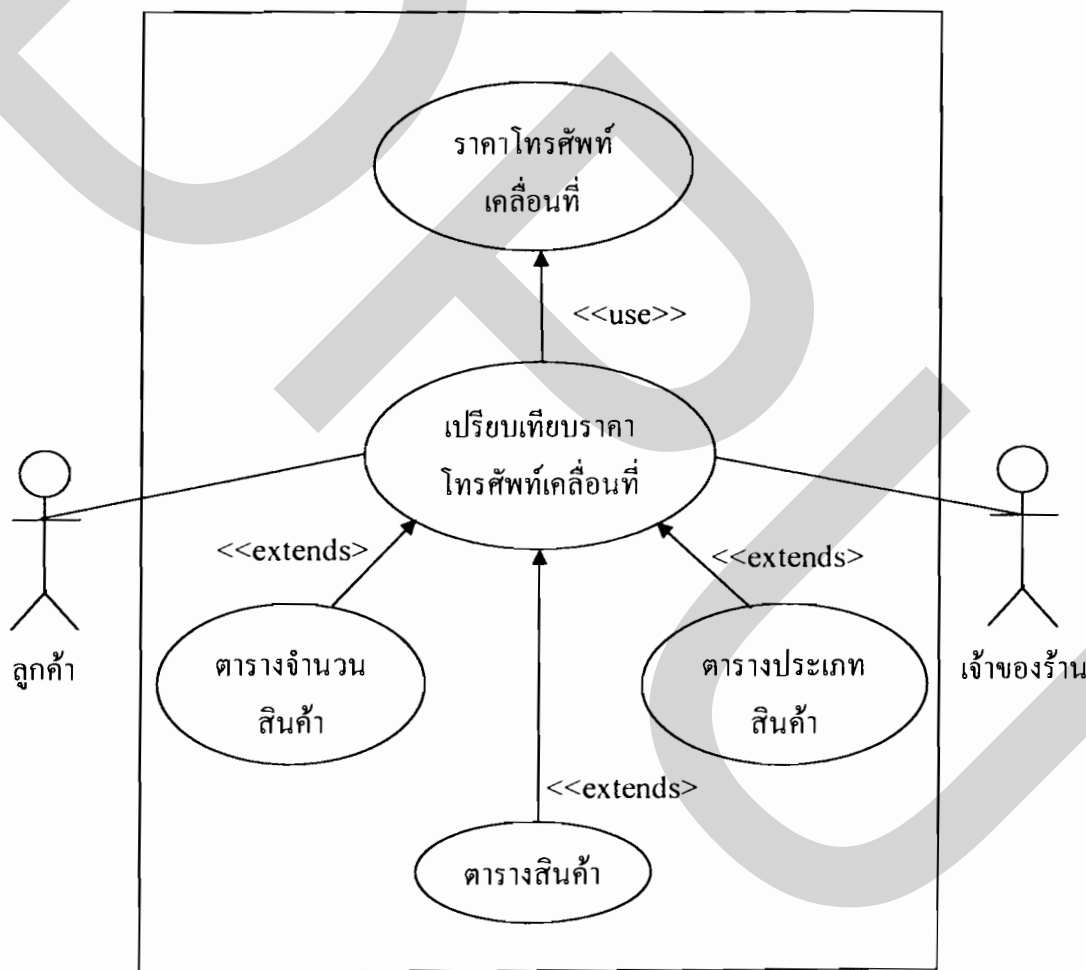 ราคาโทรศัพท์
เคลื่อนที่
<<use>>
เปรียบเทียบราคา
โทรศัพท์เคลื่อนที่
<<extends>
<<extends>
ลูกค้า
ตารางจำนวน
สินค้า
ตารางประเภท
สินค้า
เจ้าของร้าน
<<extends>
ตารางสินค้า